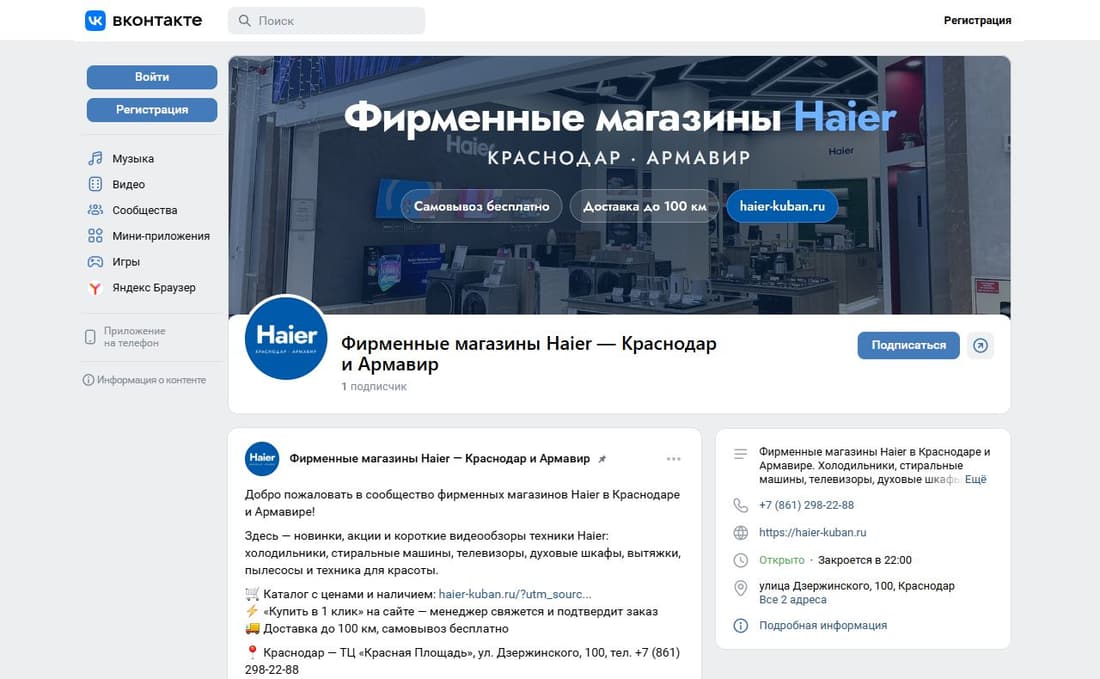 вконтакте
Поиск
Регистрация
Войти
Регистрация
Музыка
Видео
Сообщества
Мини-приложения
Игры
Яндекс Браузер
Приложение
на телефон
Информация о контенте
Фирменные магазины Haier
КРАСНОДАР · АРМАВИР
Haier
Haier
Самовывоз бесплатно
Доставка до 100 км
haier-kuban.ru
Haier
КРАСНОДАР · АРМАВИР
Фирменные магазины Haier — Краснодар
и Армавир
1 подписчик
Подписаться
Haier
Фирменные магазины Haier — Краснодар и Армавир
Добро пожаловать в сообщество фирменных магазинов Haier в Краснодаре
и Армавире!
Здесь — новинки, акции и короткие видеообзоры техники Haier:
холодильники, стиральные машины, телевизоры, духовые шкафы, вытяжки,
пылесосы и техника для красоты.
🛒 Каталог с ценами и наличием: haier-kuban.ru/?utm_sourc...
⚡ «Купить в 1 клик» на сайте — менеджер свяжется и подтвердит заказ
🚚 Доставка до 100 км, самовывоз бесплатно
📍 Краснодар — ТЦ «Красная Площадь», ул. Дзержинского, 100, тел. +7 (861)
298-22-88
Фирменные магазины Haier в Краснодаре и
Армавире. Холодильники, стиральные
машины, телевизоры, духовые шкафы Ещё
+7 (861) 298-22-88
https://haier-kuban.ru
Открыто · Закроется в 22:00
улица Дзержинского, 100, Краснодар
Все 2 адреса
Подробная информация